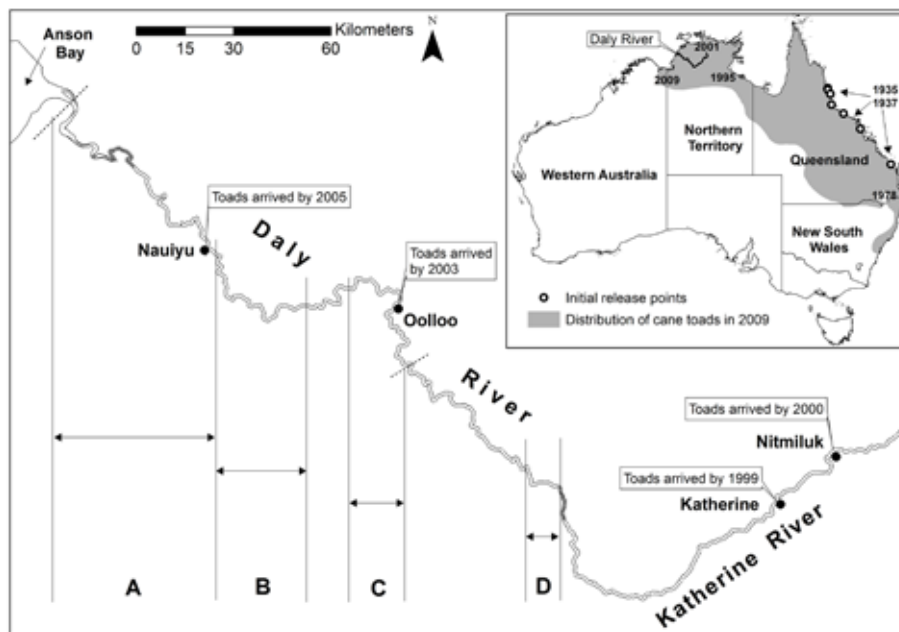 Anson
Bay
Kilometers
0 15 30 60
N
Toads arrived by 2005
Nauiyu
Daly
Toads arrived
by 2003
Oolloo
River
Toads arrived by 2000
Nitmiluk
Toads arrived by 1999
Katherine
Katherine River
A
B
C
D
Daly River
2001
2009
1995
1935
1937
Northern
Territory
Queensland
Western Australia
1978
New South
Wales
Initial release points
Distribution of cane toads in 2009